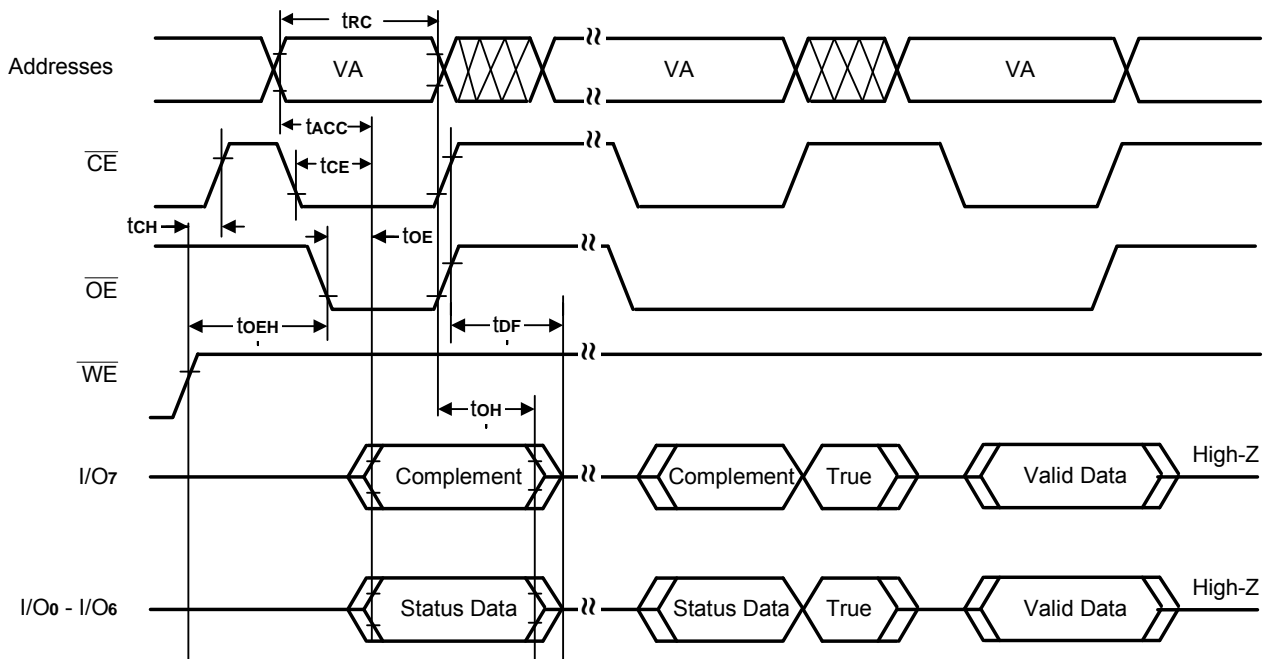 tRC
Addresses VA VA VA
tACC
CE
tCE
tCH
tOE
OE
tOEH
tDF
WE
tOH
I/O7 Complement Complement True Valid Data High-Z
I/O0 - I/O6 Status Data Status Data True Valid Data High-Z